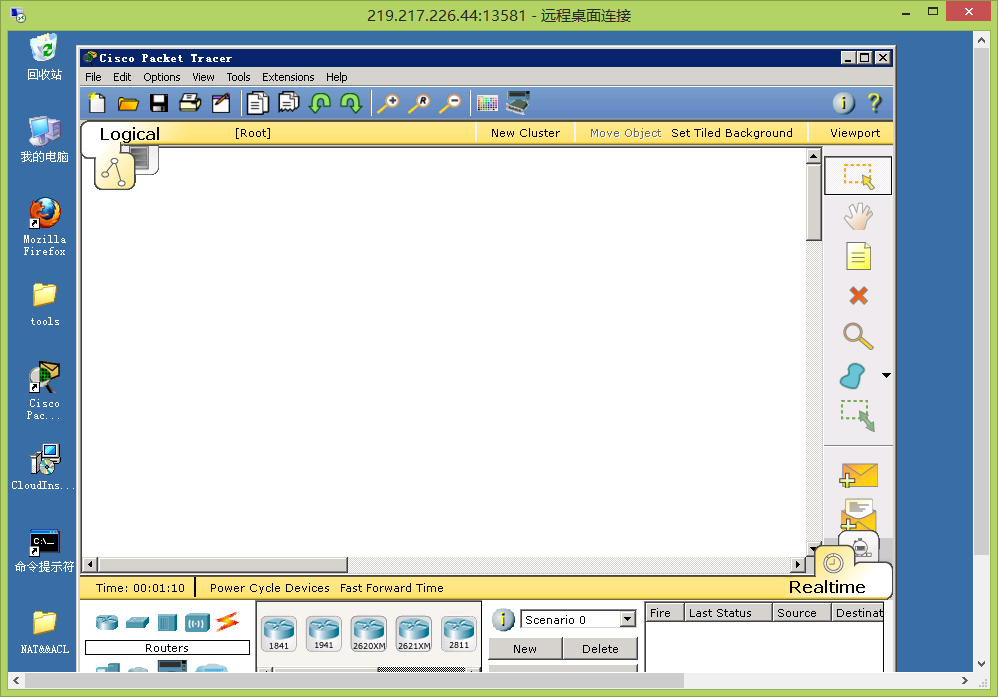 219.217.226.44:13581 - 远程桌面连接
回收站
我的电脑
Mozilla
Firefox
tools
Cisco
Pac...
CloudIns...
C:\_
命令提示符
NAT&ACL
Cisco Packet Tracer
File Edit Options View Tools Extensions Help
R
i ?
Logical [Root] New Cluster Move Object Set Tiled Background Viewport
Time: 00:01:10 Power Cycle Devices Fast Forward Time Realtime
Routers
1841 1941 2620XM 2621XM 2811
i Scenario 0
New Delete
Fire Last Status Source Destinat